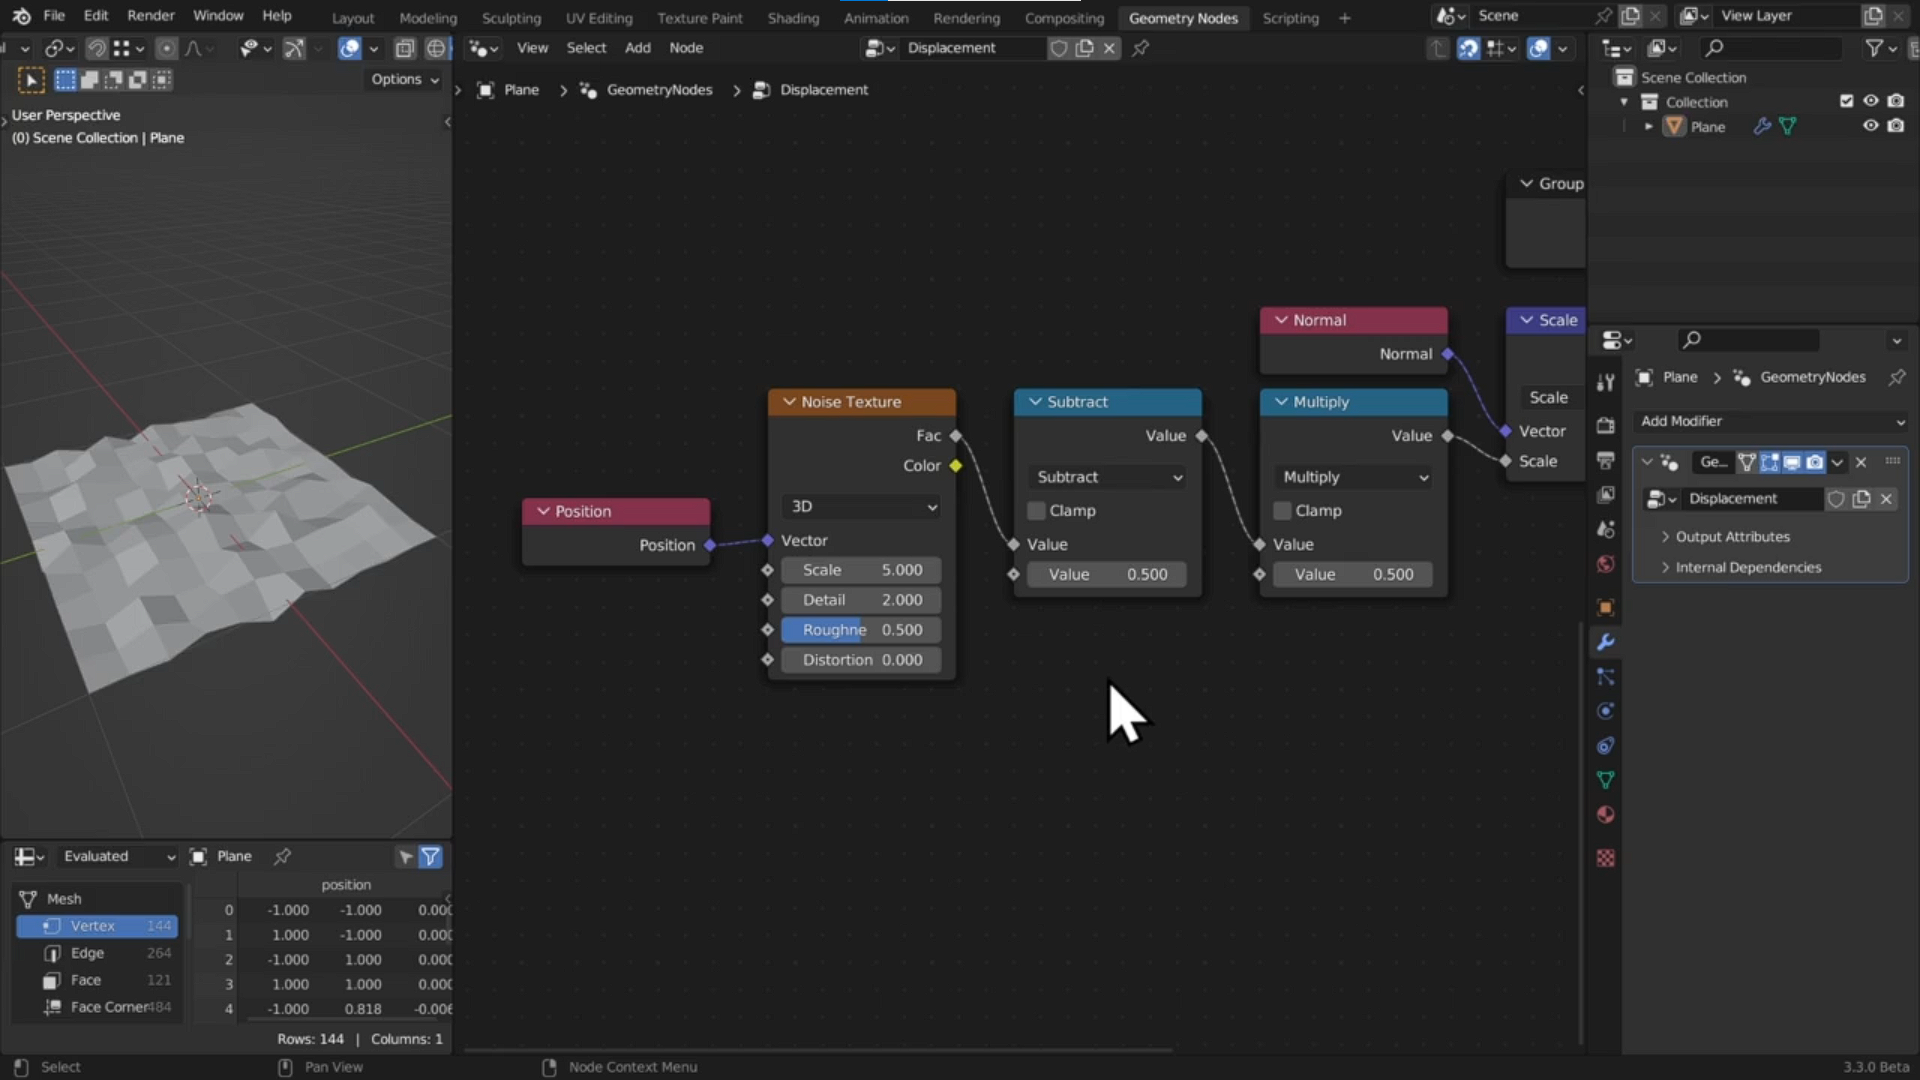 File Edit Render Window Help Layout Modeling Sculpting UV Editing Texture Paint Shading Animation Rendering Compositing Geometry Nodes Scripting + Scene View Layer
View Select Add Node Displacement
Options
Plane > GeometryNodes > Displacement
User Perspective
(0) Scene Collection | Plane
Position
Position
Noise Texture
Fac
Color
3D
Vector
Scale 5.000
Detail 2.000
Roughne 0.500
Distortion 0.000
Subtract
Value
Subtract
Clamp
Value
Value 0.500
Normal
Normal
Multiply
Value
Multiply
Clamp
Value
Value 0.500
Group
Scale
Scale
Vector
Scale
Scene Collection
Collection
Plane
Plane > GeometryNodes
Add Modifier
Ge...
Displacement
Output Attributes
Internal Dependencies
Evaluated Plane
Mesh
Vertex 144
Edge 264
Face 121
Face Corner 484
position
0 -1.000 -1.000 0.000
1 1.000 -1.000 0.000
2 -1.000 1.000 0.000
3 1.000 1.000 0.000
4 -1.000 0.818 -0.006
Rows: 144 | Columns: 1
Select Pan View Node Context Menu 3.3.0 Beta